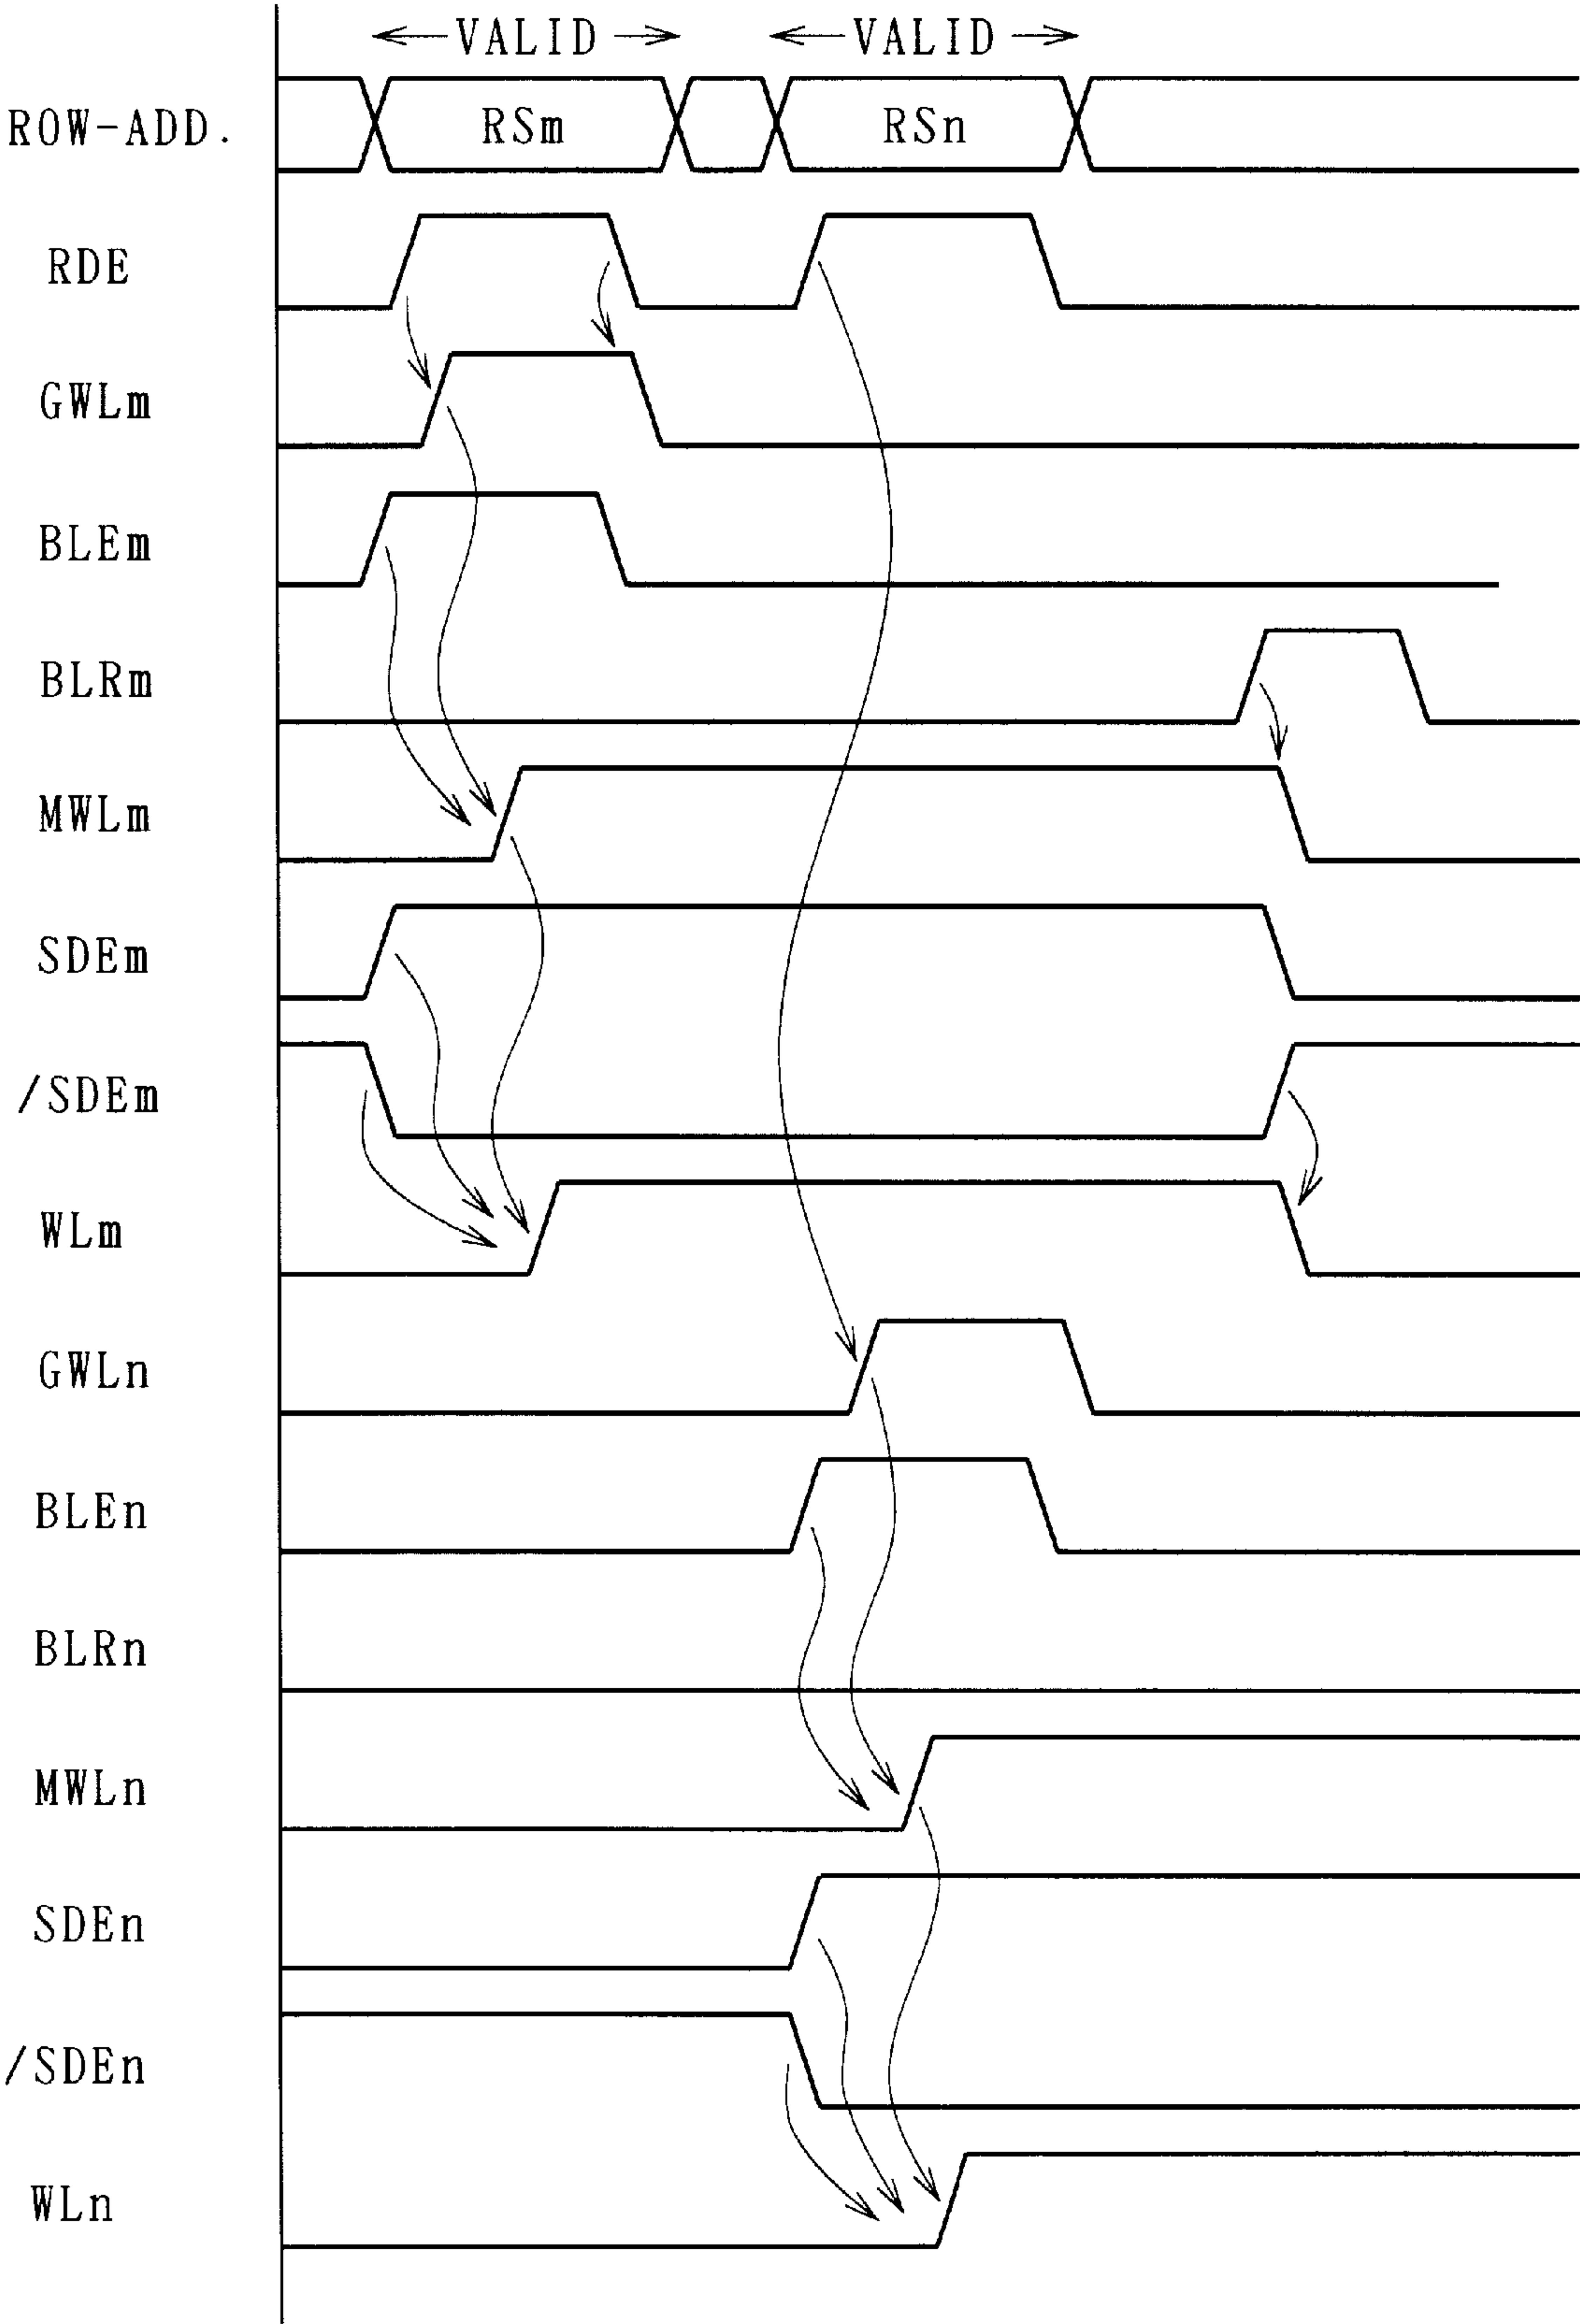 VALID VALID
ROW-ADD. RSm RSn
RDE
GWLm
BLEm
BLRm
MWLm
SDEm
/SDEm
WLm
GWLn
BLEn
BLRn
MWLn
SDEn
/SDEn
WLn